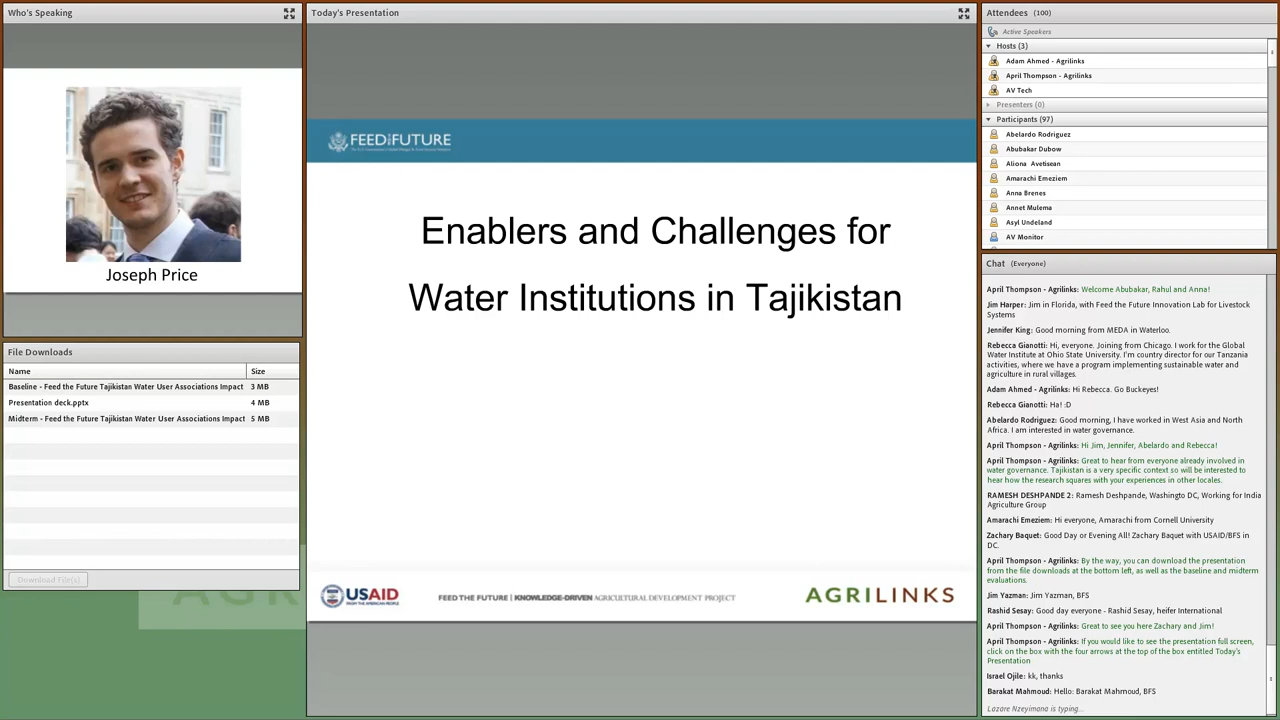 Who's Speaking
Joseph Price
File Downloads
Name Size
Baseline - Feed the Future Tajikistan Water User Associations Impact 3 MB
Presentation deck.pptx 4 MB
Midterm - Feed the Future Tajikistan Water User Associations Impact 5 MB
Download File(s)
Today's Presentation
FEED THE FUTURE
Enablers and Challenges for
Water Institutions in Tajikistan
USAID
FROM THE AMERICAN PEOPLE
FEED THE FUTURE | KNOWLEDGE-DRIVEN AGRICULTURAL DEVELOPMENT PROJECT
AGRILINKS
Attendees (100)
Active Speakers
Hosts (3)
Adam Ahmed - Agrilinks
April Thompson - Agrilinks
AV Tech
Presenters (0)
Participants (97)
Abelardo Rodriguez
Abubakar Dubow
Aliona Avetisean
Amarachi Emeziem
Anna Brenes
Annet Mulema
Asyl Undeland
AV Monitor
Chat (Everyone)
April Thompson - Agrilinks: Welcome Abubakar, Rahul and Anna!
Jim Harper: Jim in Florida, with Feed the Future Innovation Lab for Livestock
Systems
Jennifer King: Good morning from MEDA in Waterloo.
Rebecca Gianotti: Hi, everyone. Joining from Chicago. I work for the Global
Water Institute at Ohio State University. I'm country director for our Tanzania
activities, where we have a program implementing sustainable water and
agriculture in rural villages.
Adam Ahmed - Agrilinks: Hi Rebecca. Go Buckeyes!
Rebecca Gianotti: Ha! :D
Abelardo Rodriguez: Good morning, I have worked in West Asia and North
Africa. I am interested in water governance.
April Thompson - Agrilinks: Hi Jim, Jennifer, Abelardo and Rebecca!
April Thompson - Agrilinks: Great to hear from everyone already involved in
water governance. Tajikistan is a very specific context so will be interested to
hear how the research squares with your experiences in other locales.
RAMESH DESHPANDE 2: Ramesh Deshpande, Washingto DC, Working for India
Agriculture Group
Amarachi Emeziem: Hi everyone, Amarachi from Cornell University
Zachary Baquet: Good Day or Evening All! Zachary Baquet with USAID/BFS in
DC.
April Thompson - Agrilinks: By the way, you can download the presentation
from the file downloads at the bottom left, as well as the baseline and midterm
evaluations.
Jim Yazman: Jim Yazman, BFS
Rashid Sesay: Good day everyone - Rashid Sesay, heifer International
April Thompson - Agrilinks: Great to see you here Zachary and Jim!
April Thompson - Agrilinks: If you would like to see the presentation full screen,
click on the box with the four arrows at the top of the box entitled Today's
Presentation
Israel Ojile: kk, thanks
Barakat Mahmoud: Hello: Barakat Mahmoud, BFS
Lazare Nzeyimana is typing...